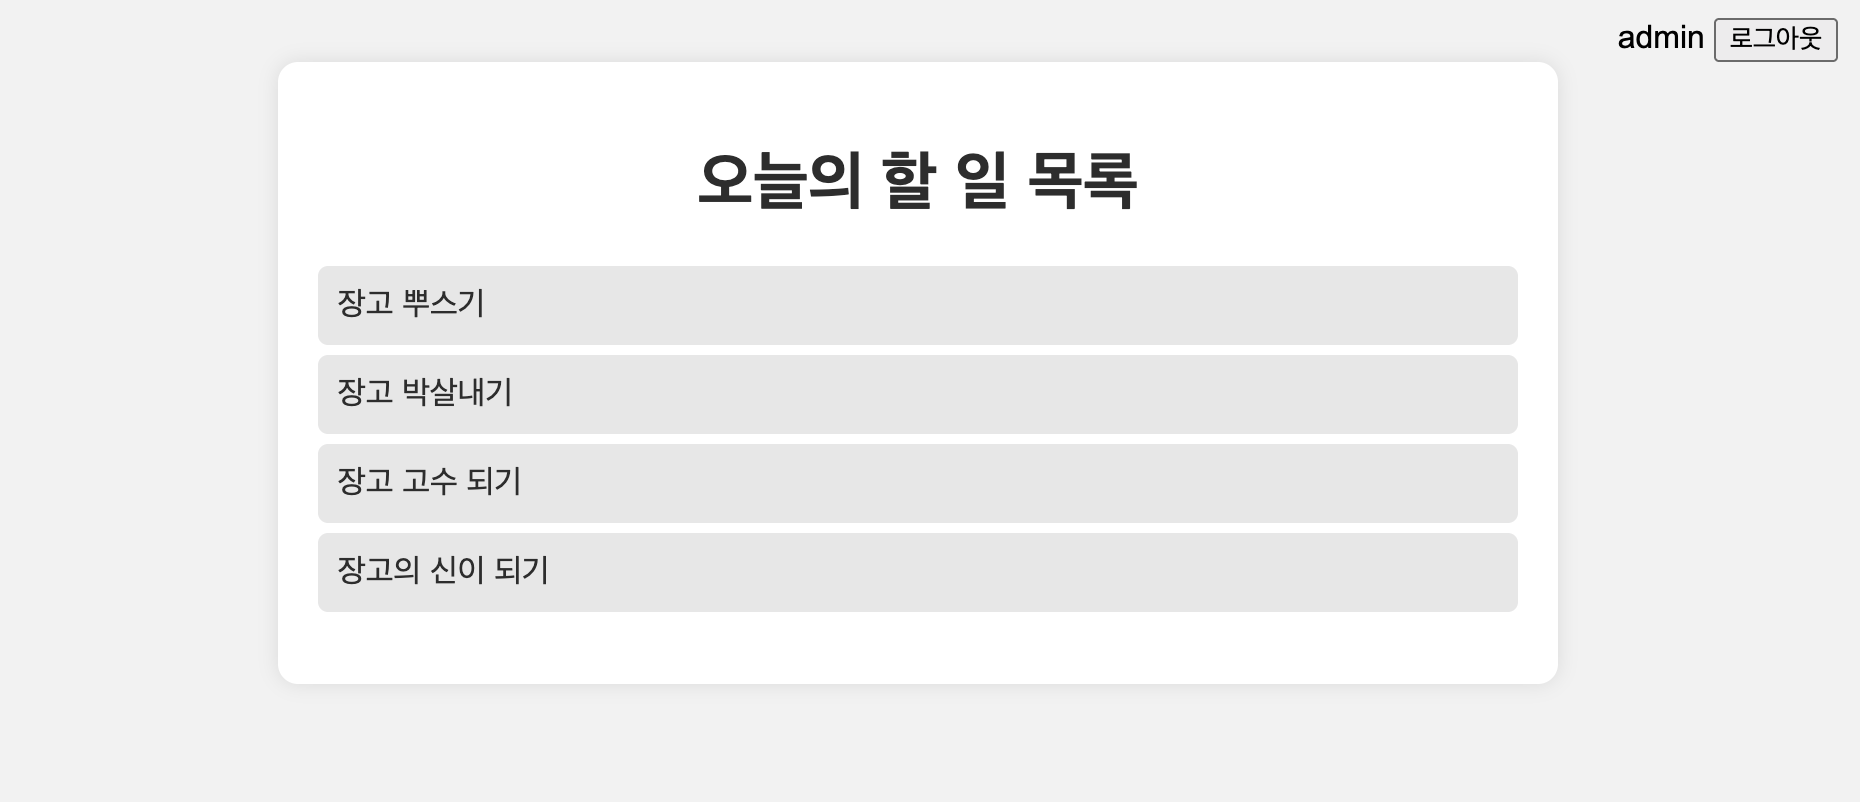 admin 로그아웃
오늘의 할 일 목록
장고 뿌스기
장고 박살내기
장고 고수 되기
장고의 신이 되기